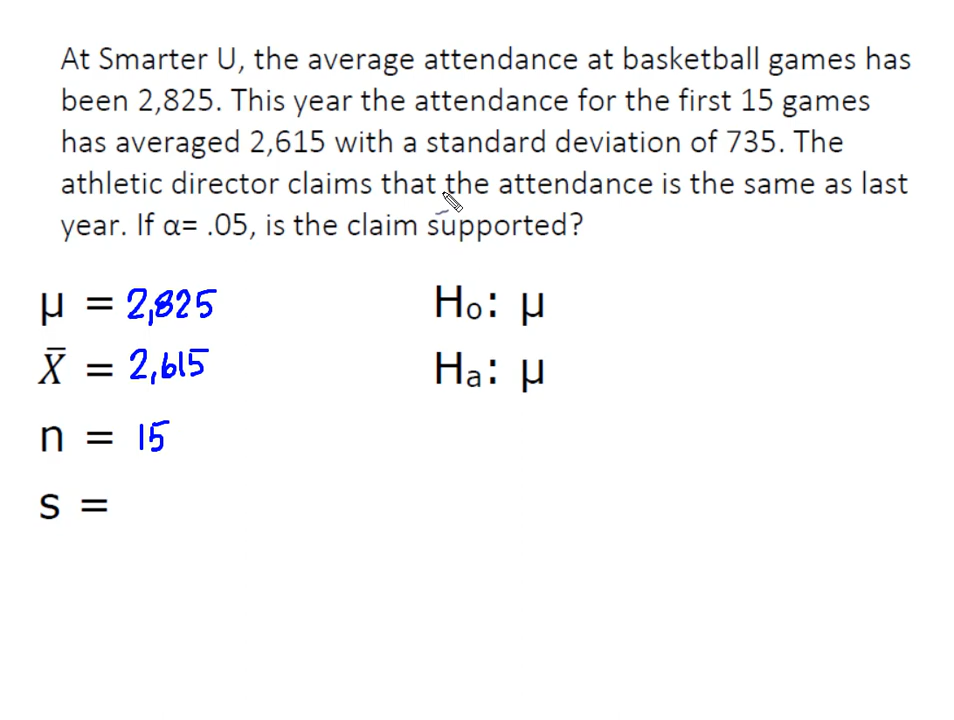 At Smarter U, the average attendance at basketball games has
been 2,825. This year the attendance for the first 15 games
has averaged 2,615 with a standard deviation of 735. The
athletic director claims that the attendance is the same as last
year. If α= .05, is the claim supported?
μ = 2,825
X̄ = 2,615
n = 15
s =
H₀: μ
Hₐ: μ